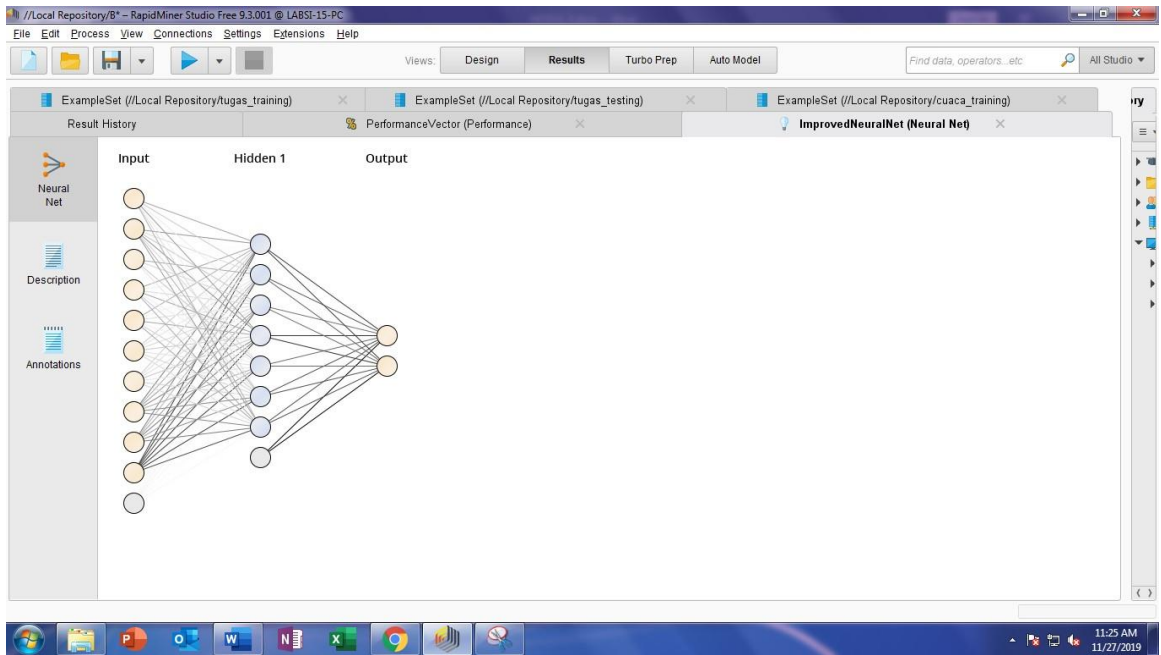 //Local Repository/B* – RapidMiner Studio Free 9.3.001 @ LABSI-15-PC
File Edit Process View Connections Settings Extensions Help
Views: Design Results Turbo Prep Auto Model Find data, operators...etc All Studio
ExampleSet (//Local Repository/tugas_training) ExampleSet (//Local Repository/tugas_testing) ExampleSet (//Local Repository/cuaca_training) ry
Result History PerformanceVector (Performance) ImprovedNeuralNet (Neural Net)
Input Hidden 1 Output
Neural
Net
Description
Annotations
11:25 AM
11/27/2019